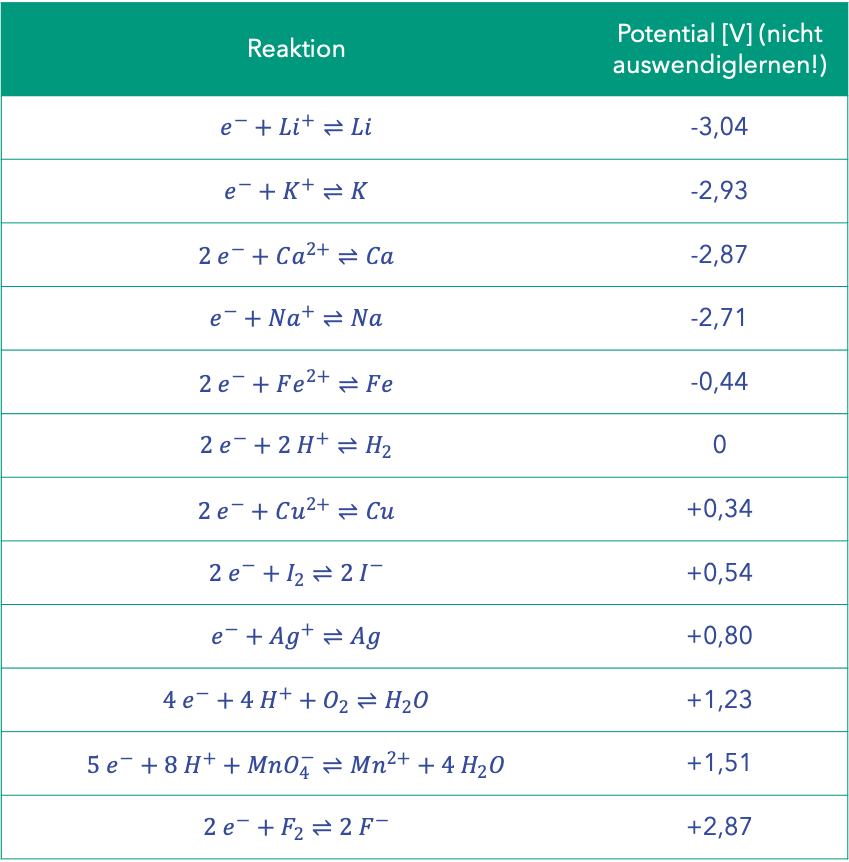 Reaktion
Potential [V] (nicht
auswendiglernen!)
e⁻ + Li⁺ ⇌ Li
-3,04
e⁻ + K⁺ ⇌ K
-2,93
2 e⁻ + Ca²⁺ ⇌ Ca
-2,87
e⁻ + Na⁺ ⇌ Na
-2,71
2 e⁻ + Fe²⁺ ⇌ Fe
-0,44
2 e⁻ + 2 H⁺ ⇌ H₂
0
2 e⁻ + Cu²⁺ ⇌ Cu
+0,34
2 e⁻ + I₂ ⇌ 2 I⁻
+0,54
e⁻ + Ag⁺ ⇌ Ag
+0,80
4 e⁻ + 4 H⁺ + O₂ ⇌ H₂O
+1,23
5 e⁻ + 8 H⁺ + MnO₄⁻ ⇌ Mn²⁺ + 4 H₂O
+1,51
2 e⁻ + F₂ ⇌ 2 F⁻
+2,87